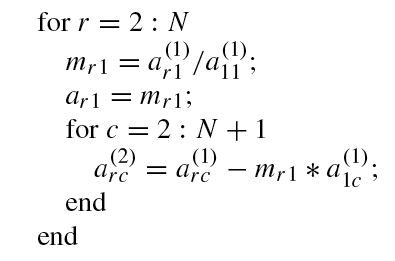 for r = 2 : N
m_{r1} = a_{r1}^{(1)}/a_{11}^{(1)};
a_{r1} = m_{r1};
for c = 2 : N + 1
a_{rc}^{(2)} = a_{rc}^{(1)} − m_{r1} ∗ a_{1c}^{(1)};
end
end